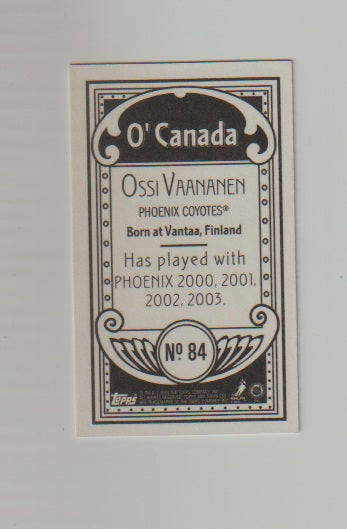 O' Canada
OSSI VAANANEN
PHOENIX COYOTES®
Born at Vantaa, Finland
Has played with
PHOENIX 2000, 2001,
2002, 2003.
Nº 84
TOPPS